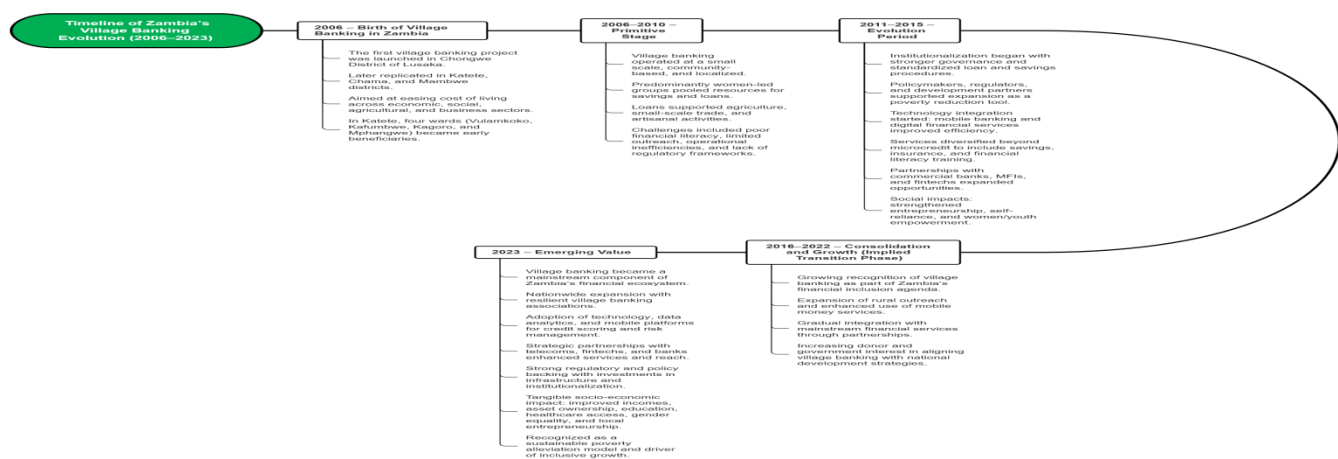 Timeline of Zambia's
Village Banking
Evolution (2006–2023)
2006 – Birth of Village
Banking in Zambia
The first village banking project
was launched in Chongwe
District of Lusaka.
Later replicated in Katete,
Chama, and Mambwe
districts.
Aimed at easing cost of living
across economic, social,
agricultural, and business sectors.
In Katete, four wards (Vulamkoko,
Kafumbwe, Kagoro, and
Mphangwe) became early
beneficiaries.
2006–2010 –
Primitive
Stage
Village banking
operated at a small
scale, community-
based, and localized.
Predominantly women-led
groups pooled resources for
savings and loans.
Loans supported agriculture,
small-scale trade, and
artisanal activities.
Challenges included poor
financial literacy, limited
outreach, operational
inefficiencies, and lack of
regulatory frameworks.
2011–2015 –
Evolution
Period
Institutionalization began with
stronger governance and
standardized loan and savings
procedures.
Policymakers, regulators,
and development partners
supported expansion as a
poverty reduction tool.
Technology integration
started: mobile banking and
digital financial services
improved efficiency.
Services diversified beyond
microcredit to include savings,
insurance, and financial
literacy training.
Partnerships with
commercial banks, MFIs,
and fintechs expanded
opportunities.
Social impacts:
strengthened
entrepreneurship, self-
reliance, and women/youth
empowerment.
2016–2022 – Consolidation
and Growth (Implied
Transition Phase)
Growing recognition of village
banking as part of Zambia's
financial inclusion agenda.
Expansion of rural outreach
and enhanced use of mobile
money services.
Gradual integration with
mainstream financial services
through partnerships.
Increasing donor and
government interest in aligning
village banking with national
development strategies.
2023 – Emerging Value
Village banking became a
mainstream component of
Zambia's financial ecosystem.
Nationwide expansion with
resilient village banking
associations.
Adoption of technology, data
analytics, and mobile platforms
for credit scoring and risk
management.
Strategic partnerships with
telecoms, fintechs, and banks
enhanced services and reach.
Strong regulatory and policy
backing with investments in
infrastructure and
institutionalization.
Tangible socio-economic
impact: improved incomes,
asset ownership, education,
healthcare access, gender
equality, and local
entrepreneurship.
Recognized as a
sustainable poverty
alleviation model and driver
of inclusive growth.